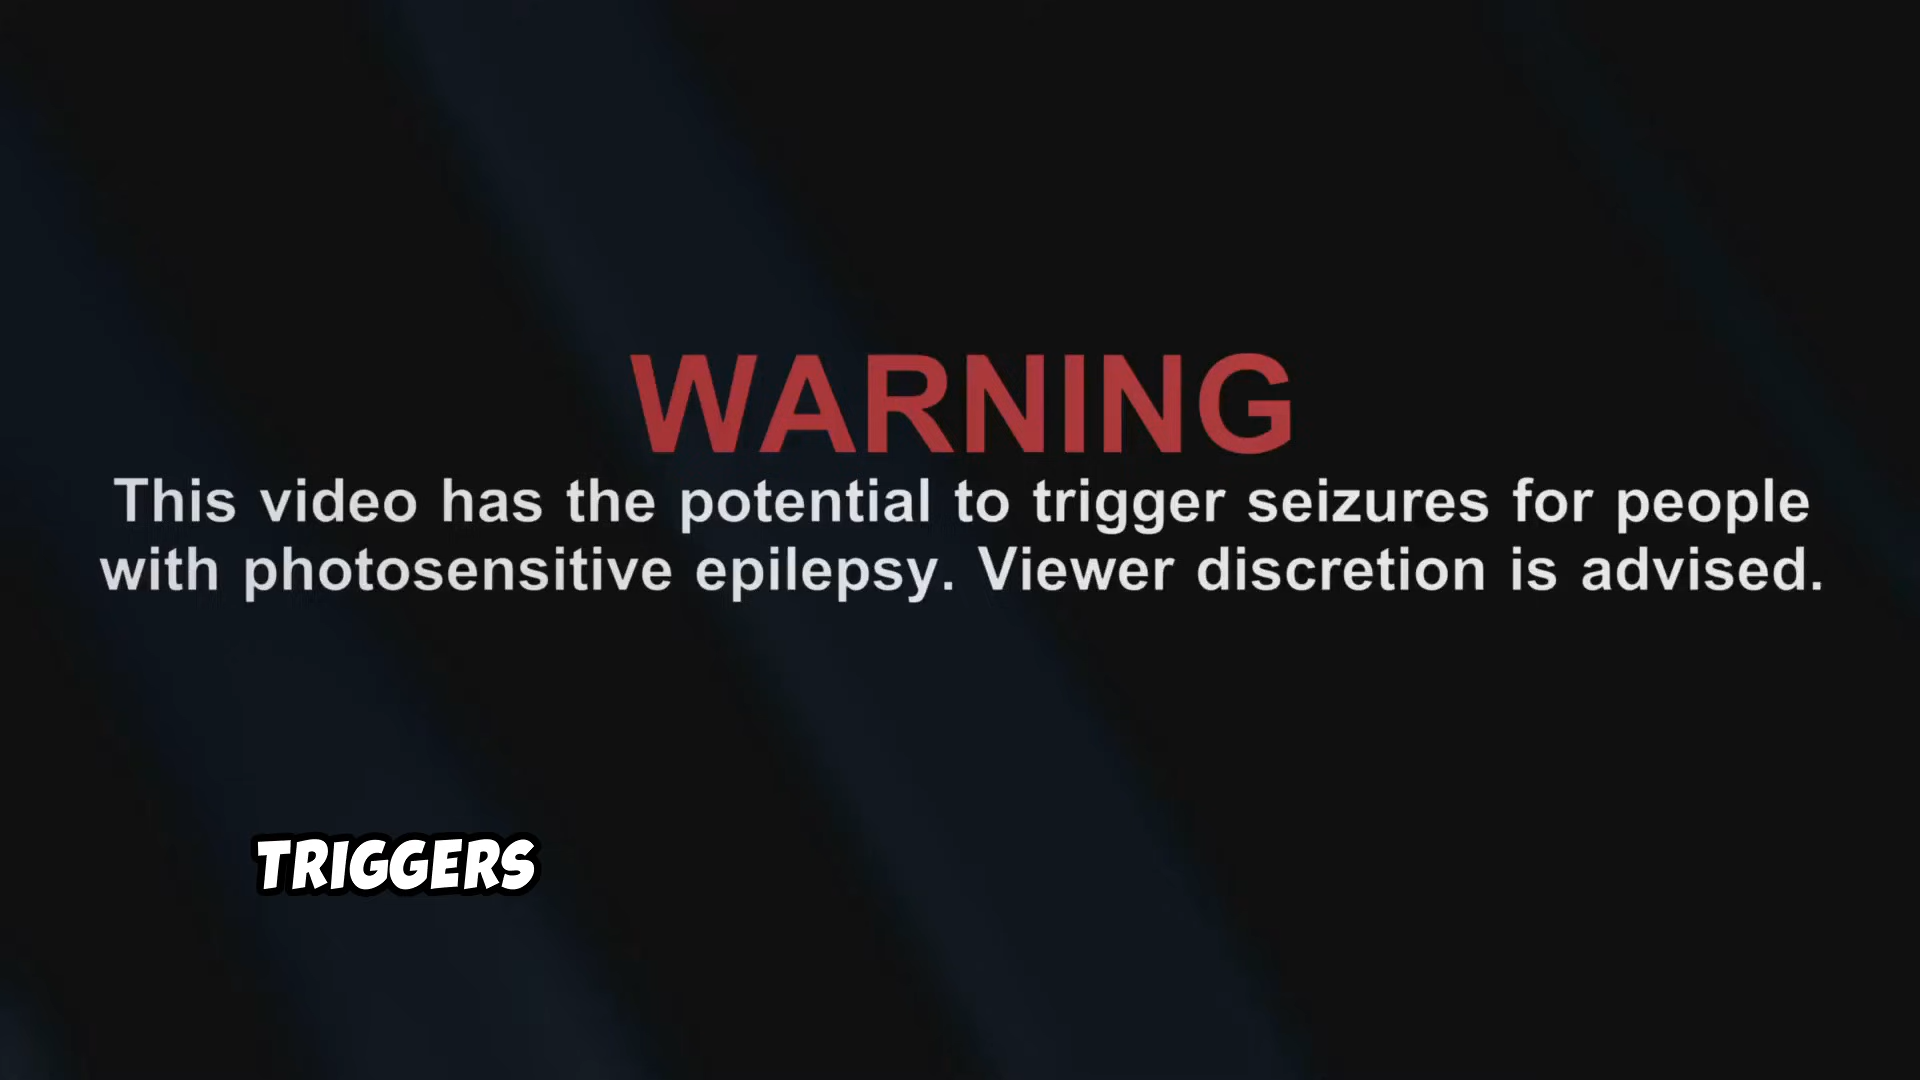 WARNING
This video has the potential to trigger seizures for people
with photosensitive epilepsy. Viewer discretion is advised.
TRIGGERS